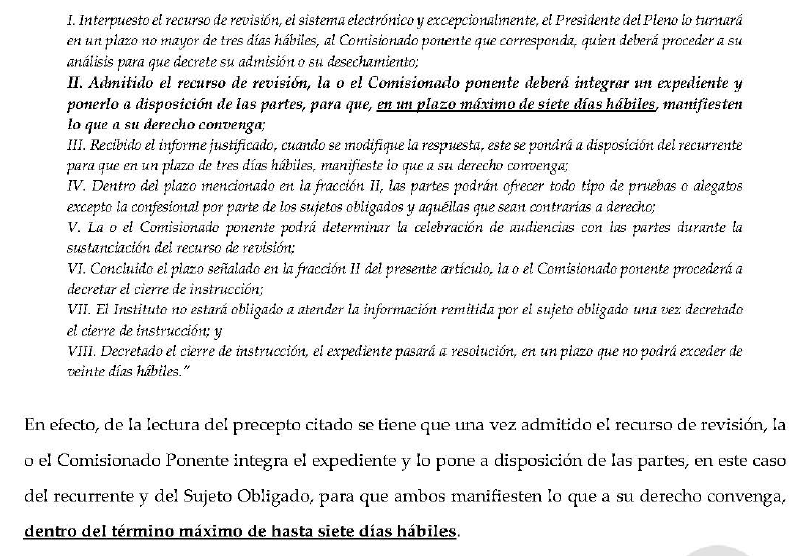 I. Interpuesto el recurso de revisión, el sistema electrónico y excepcionalmente, el Presidente del Pleno lo turnará
en un plazo no mayor de tres días hábiles, al Comisionado ponente que corresponda, quien deberá proceder a su
análisis para que decrete su admisión o su desechamiento;
II. Admitido el recurso de revisión, la o el Comisionado ponente deberá integrar un expediente y
ponerlo a disposición de las partes, para que, en un plazo máximo de siete días hábiles, manifiesten
lo que a su derecho convenga;
III. Recibido el informe justificado, cuando se modifique la respuesta, este se pondrá a disposición del recurrente
para que en un plazo de tres días hábiles, manifieste lo que a su derecho convenga;
IV. Dentro del plazo mencionado en la fracción II, las partes podrán ofrecer todo tipo de pruebas o alegatos
excepto la confesional por parte de los sujetos obligados y aquéllas que sean contrarias a derecho;
V. La o el Comisionado ponente podrá determinar la celebración de audiencias con las partes durante la
sustanciación del recurso de revisión;
VI. Concluido el plazo señalado en la fracción II del presente artículo, la o el Comisionado ponente procederá a
decretar el cierre de instrucción;
VII. El Instituto no estará obligado a atender la información remitida por el sujeto obligado una vez decretado
el cierre de instrucción; y
VIII. Decretado el cierre de instrucción, el expediente pasará a resolución, en un plazo que no podrá exceder de
veinte días hábiles.”
En efecto, de la lectura del precepto citado se tiene que una vez admitido el recurso de revisión, la
o el Comisionado Ponente integra el expediente y lo pone a disposición de las partes, en este caso
del recurrente y del Sujeto Obligado, para que ambos manifiesten lo que a su derecho convenga,
dentro del término máximo de hasta siete días hábiles.